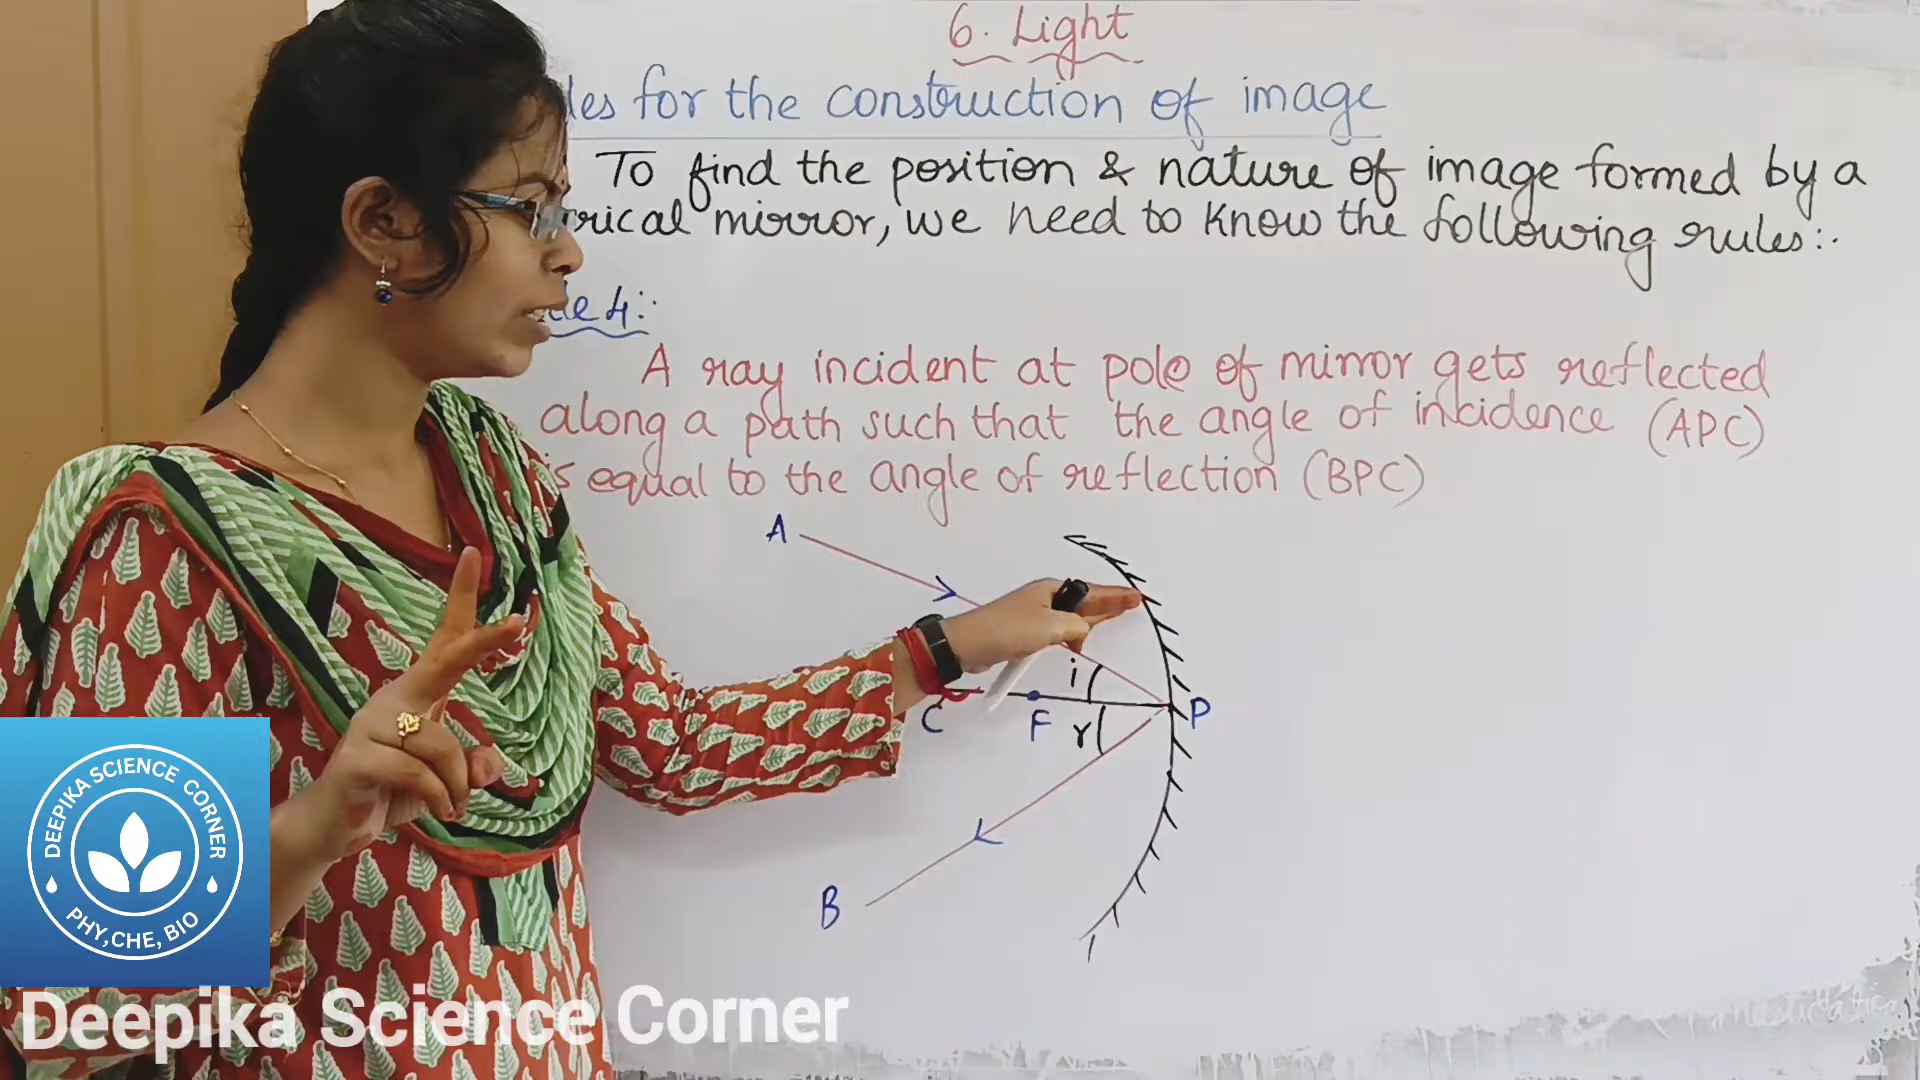 6. Light
for the construction of image
To find the position & nature of image formed by a
mirror, we need to know the following rules:-
4:-
A ray incident at pole of mirror gets reflected
along a path such that the angle of incidence (APC)
is equal to the angle of reflection (BPC)
A
i
C
F
r
P
B
DEEPIKA SCIENCE CORNER
PHY, CHE, BIO
Deepika Science Corner